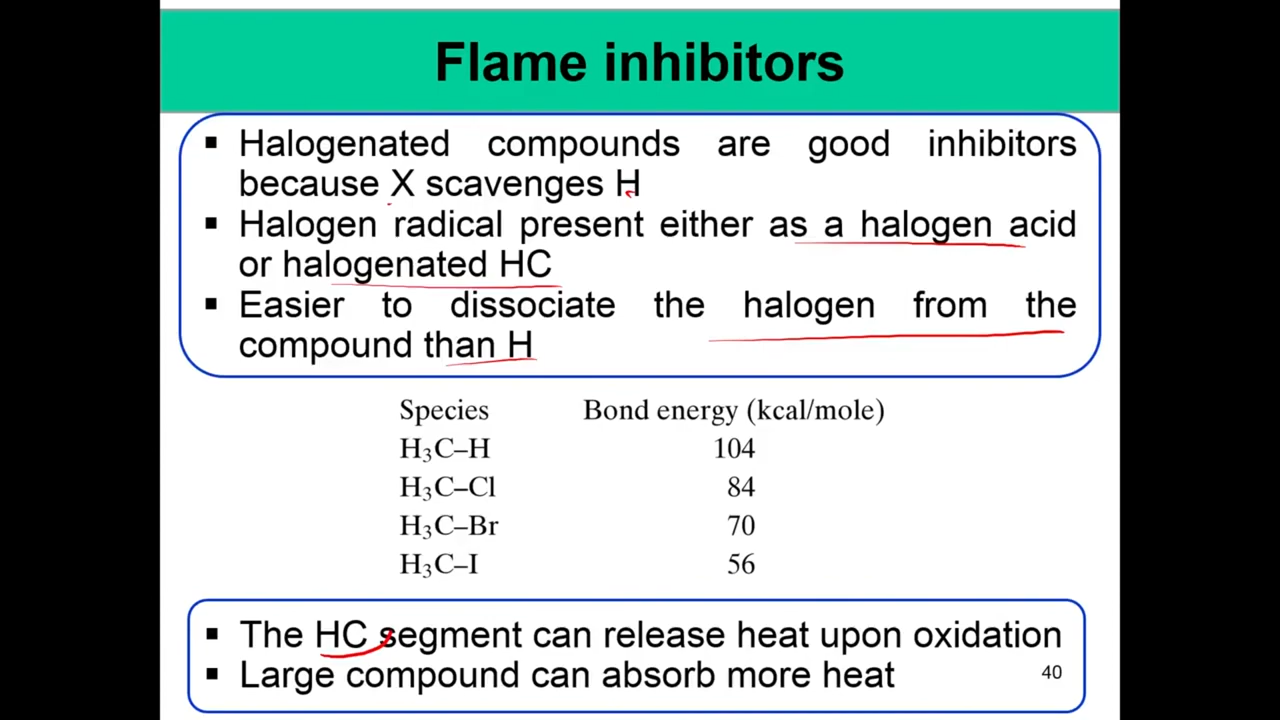 Flame inhibitors
▪ Halogenated compounds are good inhibitors
because X scavenges H
▪ Halogen radical present either as a halogen acid
or halogenated HC
▪ Easier to dissociate the halogen from the
compound than H
Species Bond energy (kcal/mole)
H₃C–H 104
H₃C–Cl 84
H₃C–Br 70
H₃C–I 56
▪ The HC segment can release heat upon oxidation
▪ Large compound can absorb more heat
40